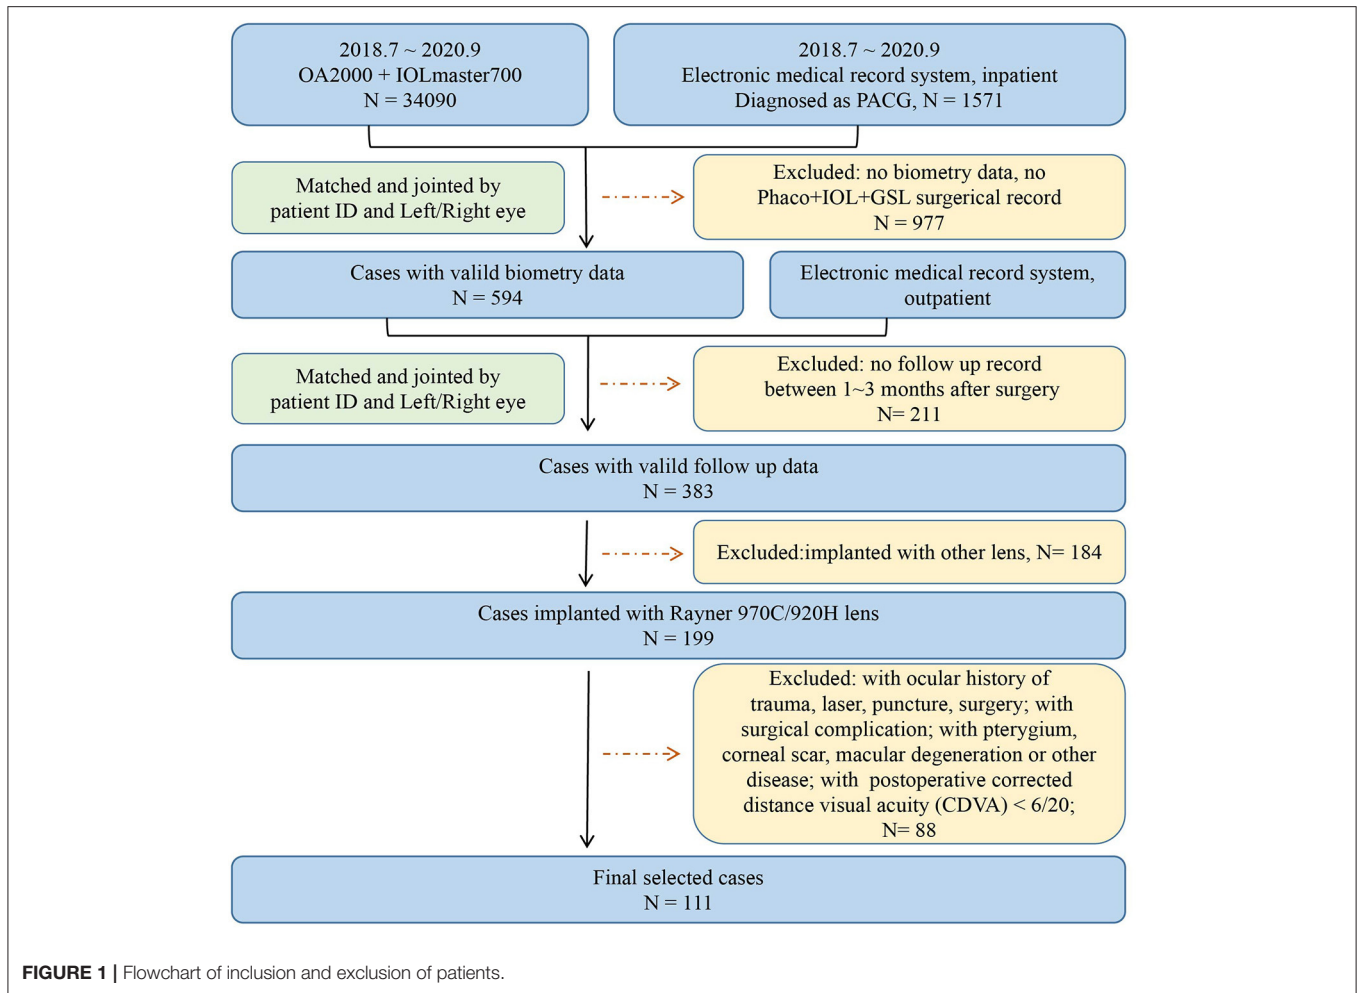 2018.7 ~ 2020.9
OA2000 + IOLmaster700
N = 34090
2018.7 ~ 2020.9
Electronic medical record system, inpatient
Diagnosed as PACG, N = 1571
Matched and jointed by
patient ID and Left/Right eye
Excluded: no biometry data, no
Phaco+IOL+GSL surgerical record
N = 977
Cases with valild biometry data
N = 594
Electronic medical record system,
outpatient
Matched and jointed by
patient ID and Left/Right eye
Excluded: no follow up record
between 1~3 months after surgery
N= 211
Cases with valild follow up data
N = 383
Excluded:implanted with other lens, N= 184
Cases implanted with Rayner 970C/920H lens
N = 199
Excluded: with ocular history of
trauma, laser, puncture, surgery; with
surgical complication; with pterygium,
corneal scar, macular degeneration or other
disease; with postoperative corrected
distance visual acuity (CDVA) < 6/20;
N= 88
Final selected cases
N = 111
FIGURE 1 | Flowchart of inclusion and exclusion of patients.